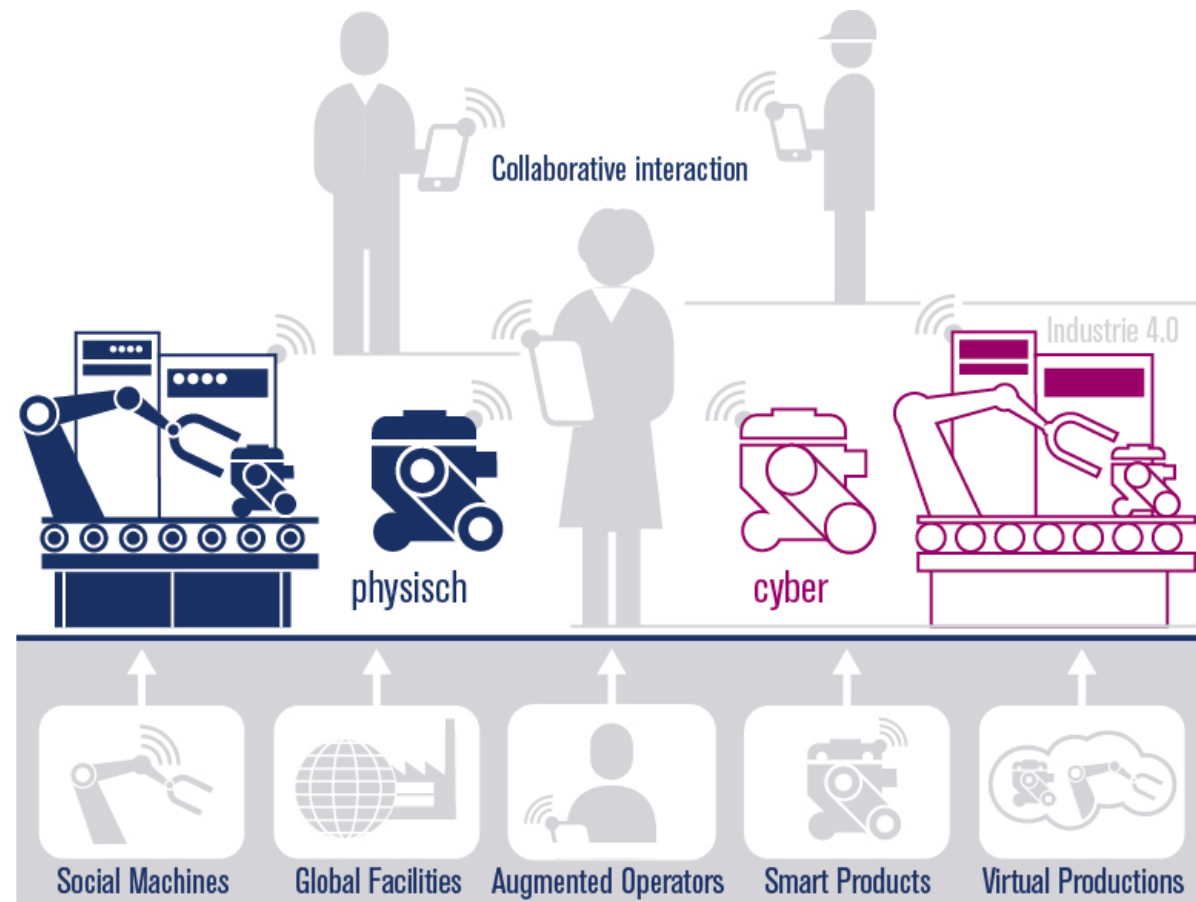 Collaborative interaction
Industrie 4.0
physisch
cyber
Social Machines
Global Facilities
Augmented Operators
Smart Products
Virtual Productions